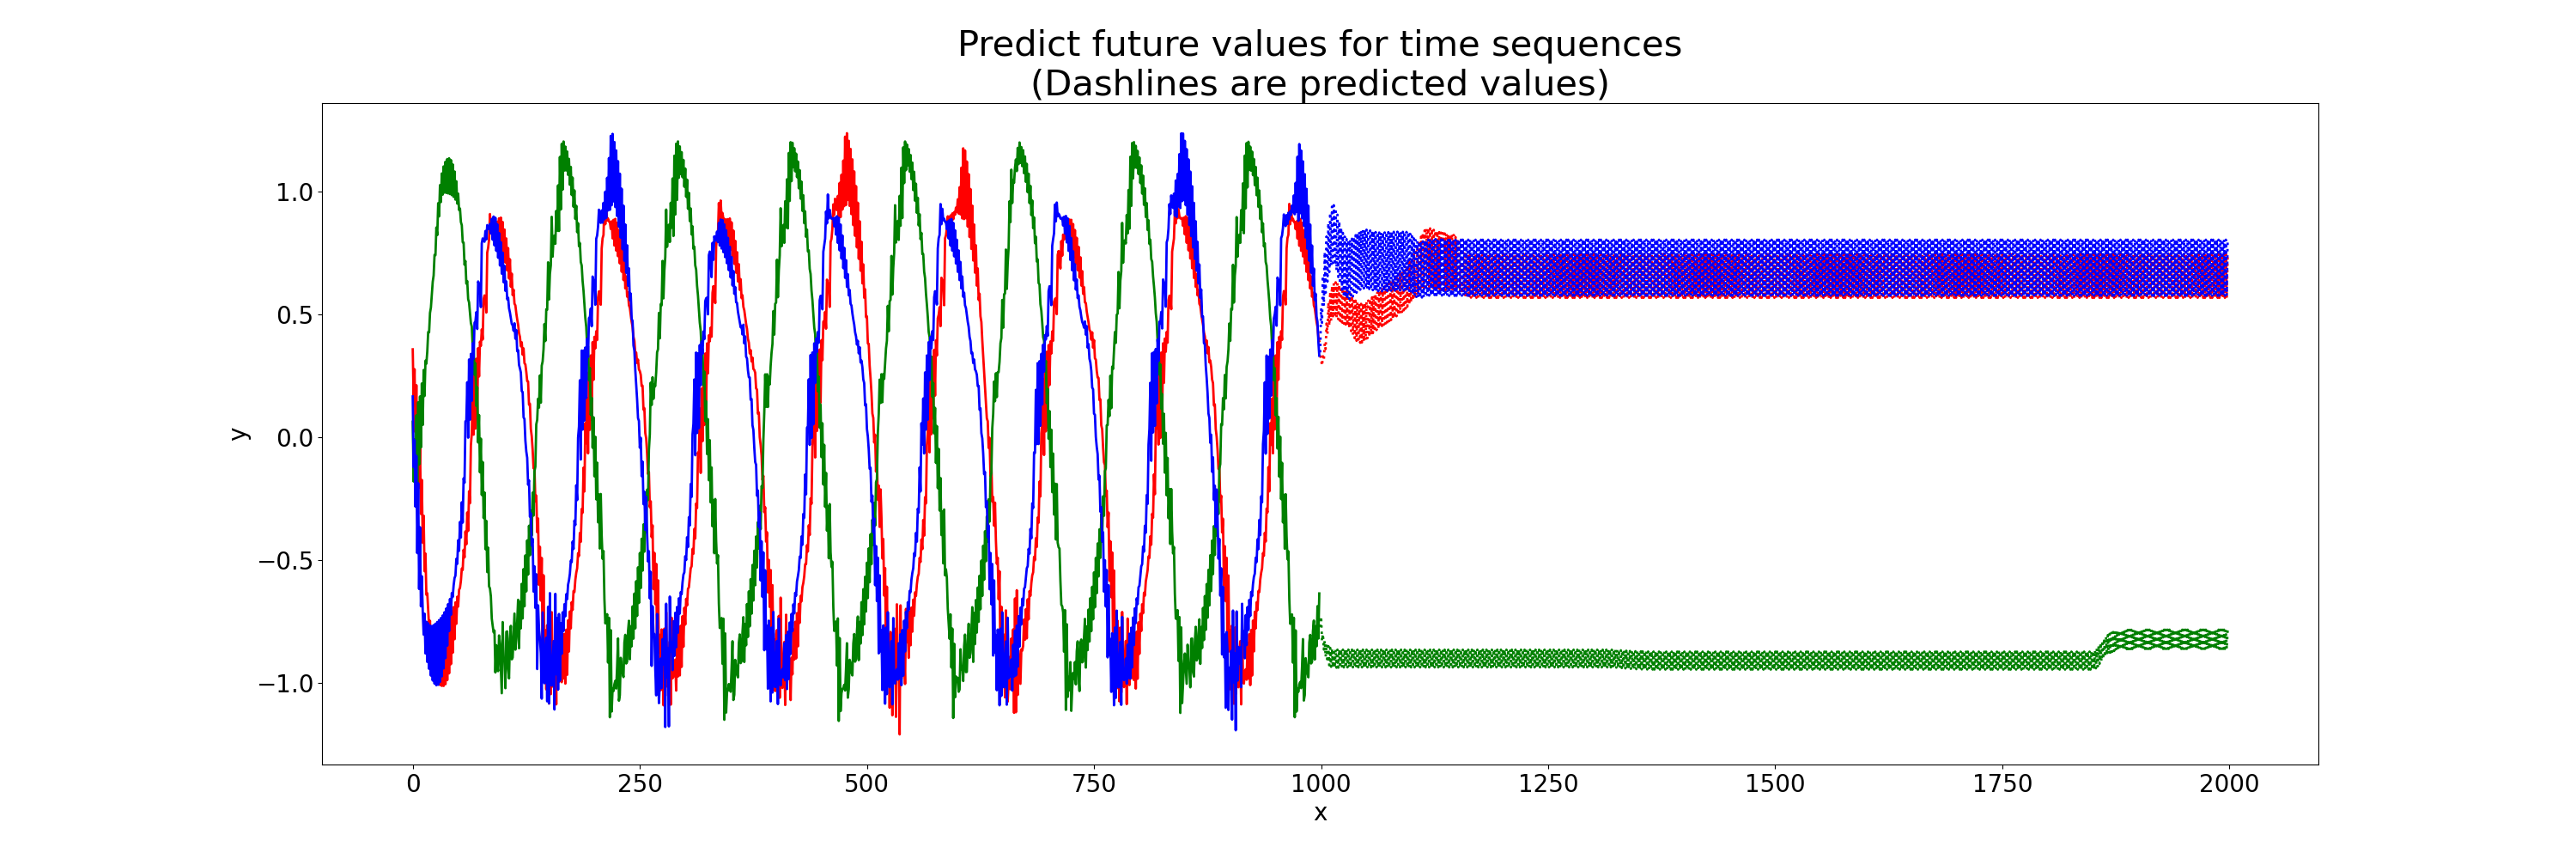 Predict future values for time sequences
(Dashlines are predicted values)
y
1.0
0.5
0.0
−0.5
−1.0
0 250 500 750 1000 1250 1500 1750 2000
x